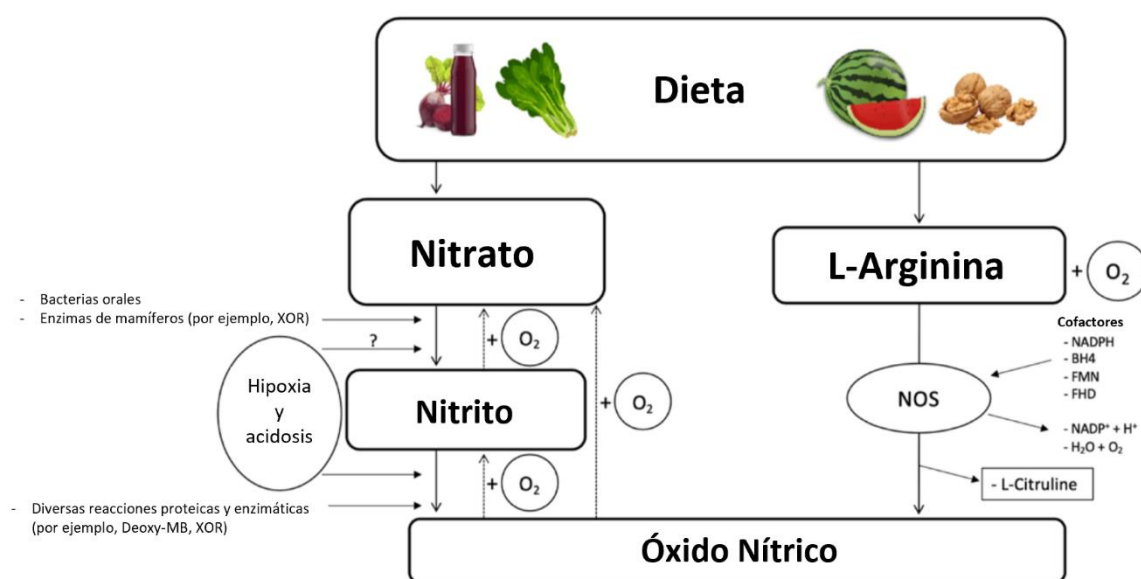 Dieta
Nitrato
L-Arginina
+ O₂
- Bacterias orales
- Enzimas de mamíferos (por ejemplo, XOR)
?
+ O₂
Cofactores
- NADPH
- BH4
- FMN
- FHD
Hipoxia
y
acidosis
Nitrito
+ O₂
NOS
- NADP⁺ + H⁺
- H₂O + O₂
+ O₂
- L-Citruline
- Diversas reacciones proteicas y enzimáticas
(por ejemplo, Deoxy-MB, XOR)
Óxido Nítrico